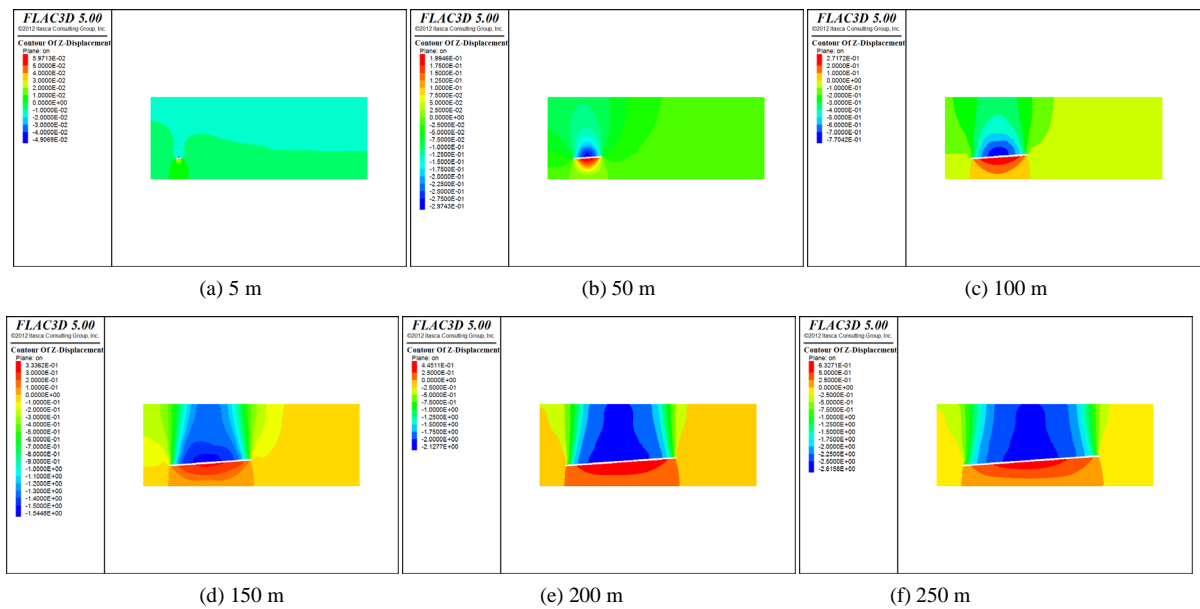 FLAC3D 5.00
©2012 Itasca Consulting Group, Inc.
Contour Of Z-Displacement
Plane: on
5.9713E-02
5.0000E-02
4.0000E-02
3.0000E-02
2.0000E-02
1.0000E-02
0.0000E+00
-1.0000E-02
-2.0000E-02
-3.0000E-02
-4.0000E-02
-4.9069E-02
(a) 5 m
FLAC3D 5.00
©2012 Itasca Consulting Group, Inc.
Contour Of Z-Displacement
Plane: on
1.9946E-01
1.7500E-01
1.5000E-01
1.2500E-01
1.0000E-01
7.5000E-02
5.0000E-02
2.5000E-02
0.0000E+00
-2.5000E-02
-5.0000E-02
-7.5000E-02
-1.0000E-01
-1.2500E-01
-1.5000E-01
-1.7500E-01
-2.0000E-01
-2.2500E-01
-2.5000E-01
-2.7500E-01
-2.9743E-01
(b) 50 m
FLAC3D 5.00
©2012 Itasca Consulting Group, Inc.
Contour Of Z-Displacement
Plane: on
2.7172E-01
2.0000E-01
1.0000E-01
0.0000E+00
-1.0000E-01
-2.0000E-01
-3.0000E-01
-4.0000E-01
-5.0000E-01
-6.0000E-01
-7.0000E-01
-7.7042E-01
(c) 100 m
FLAC3D 5.00
©2012 Itasca Consulting Group, Inc.
Contour Of Z-Displacement
Plane: on
3.3362E-01
3.0000E-01
2.0000E-01
1.0000E-01
0.0000E+00
-1.0000E-01
-2.0000E-01
-3.0000E-01
-4.0000E-01
-5.0000E-01
-6.0000E-01
-7.0000E-01
-8.0000E-01
-9.0000E-01
-1.0000E+00
-1.1000E+00
-1.2000E+00
-1.3000E+00
-1.4000E+00
-1.5000E+00
-1.5448E+00
(d) 150 m
FLAC3D 5.00
©2012 Itasca Consulting Group, Inc.
Contour Of Z-Displacement
Plane: on
4.4511E-01
2.5000E-01
0.0000E+00
-2.5000E-01
-5.0000E-01
-7.5000E-01
-1.0000E+00
-1.2500E+00
-1.5000E+00
-1.7500E+00
-2.0000E+00
-2.1277E+00
(e) 200 m
FLAC3D 5.00
©2012 Itasca Consulting Group, Inc.
Contour Of Z-Displacement
Plane: on
6.3271E-01
5.0000E-01
2.5000E-01
0.0000E+00
-2.5000E-01
-5.0000E-01
-7.5000E-01
-1.0000E+00
-1.2500E+00
-1.5000E+00
-1.7500E+00
-2.0000E+00
-2.2500E+00
-2.5000E+00
-2.6158E+00
(f) 250 m